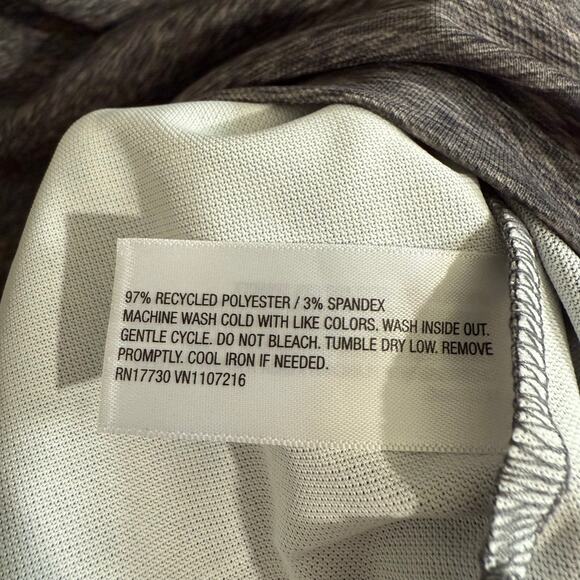 97% RECYCLED POLYESTER / 3% SPANDEX
MACHINE WASH COLD WITH LIKE COLORS. WASH INSIDE OUT.
GENTLE CYCLE. DO NOT BLEACH. TUMBLE DRY LOW. REMOVE
PROMPTLY. COOL IRON IF NEEDED.
RN17730 VN1107216